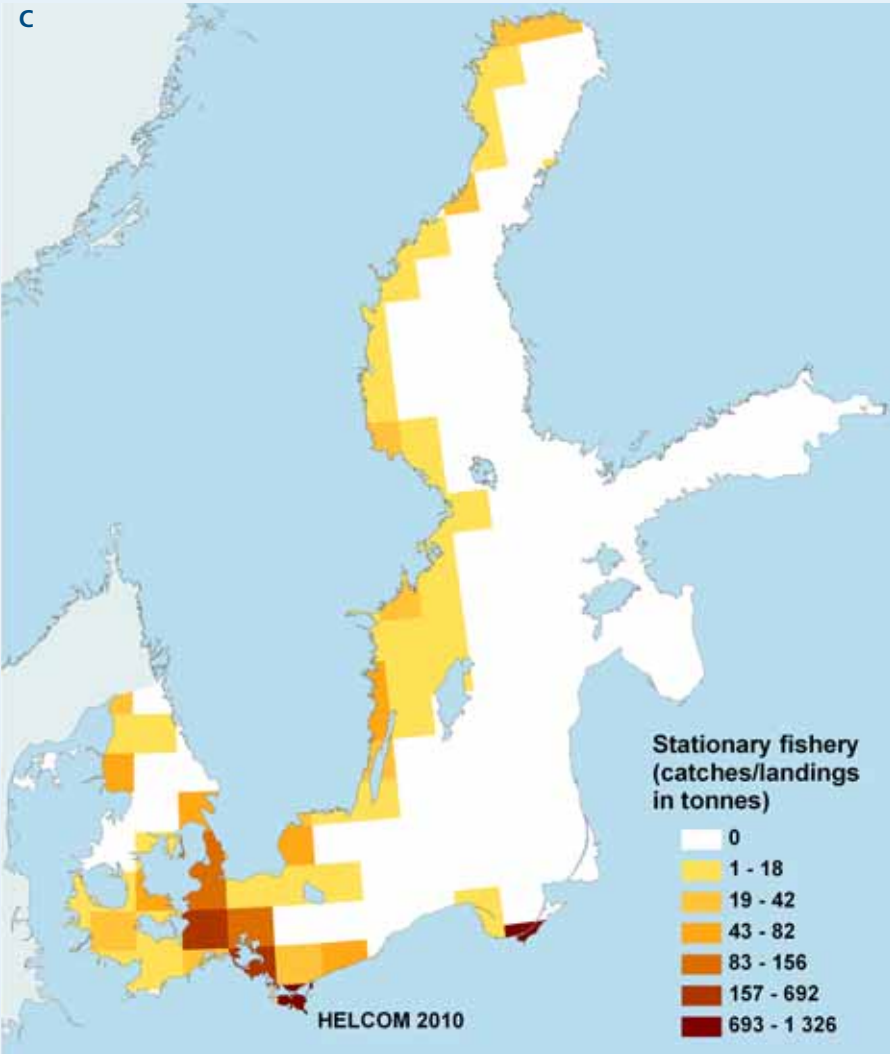 C
Stationary fishery
(catches/landings
in tonnes)
0
1 - 18
19 - 42
43 - 82
83 - 156
157 - 692
693 - 1 326
HELCOM 2010